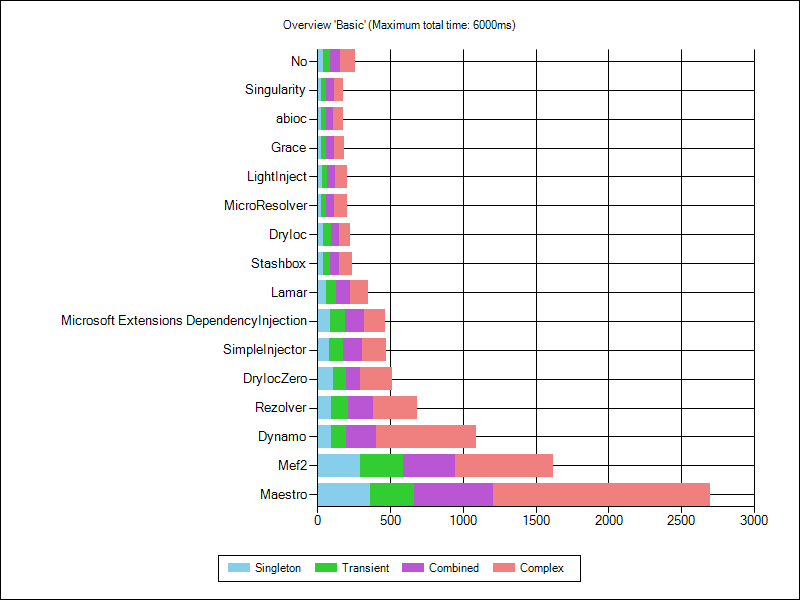 Overview 'Basic' (Maximum total time: 6000ms)
No
Singularity
abioc
Grace
LightInject
MicroResolver
DryIoc
Stashbox
Lamar
Microsoft Extensions DependencyInjection
SimpleInjector
DryIocZero
Rezolver
Dynamo
Mef2
Maestro
0 500 1000 1500 2000 2500 3000
Singleton Transient Combined Complex